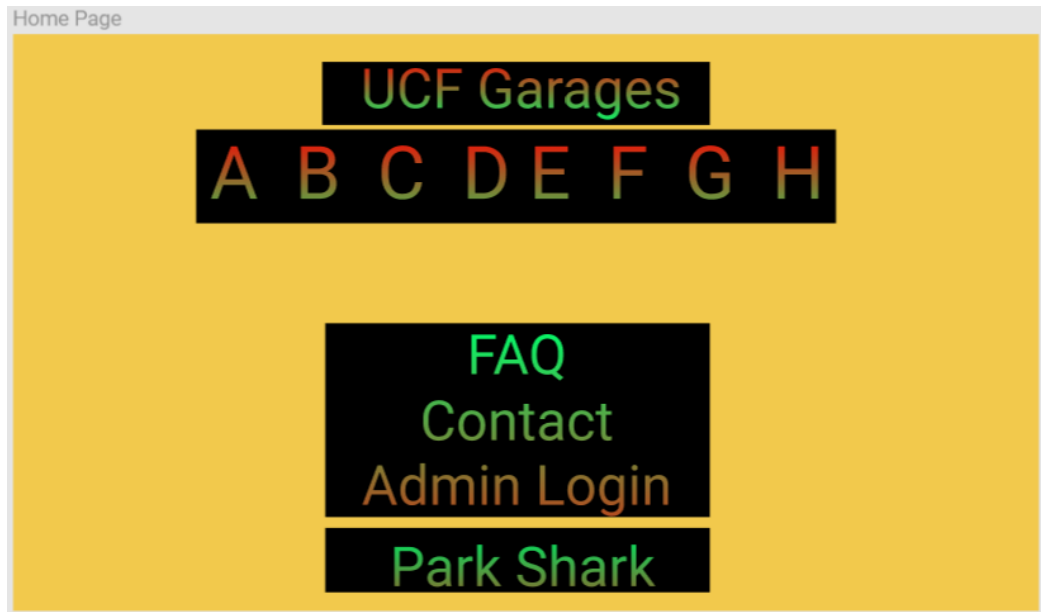 Home Page
UCF Garages
A B C D E F G H
FAQ
Contact
Admin Login
Park Shark